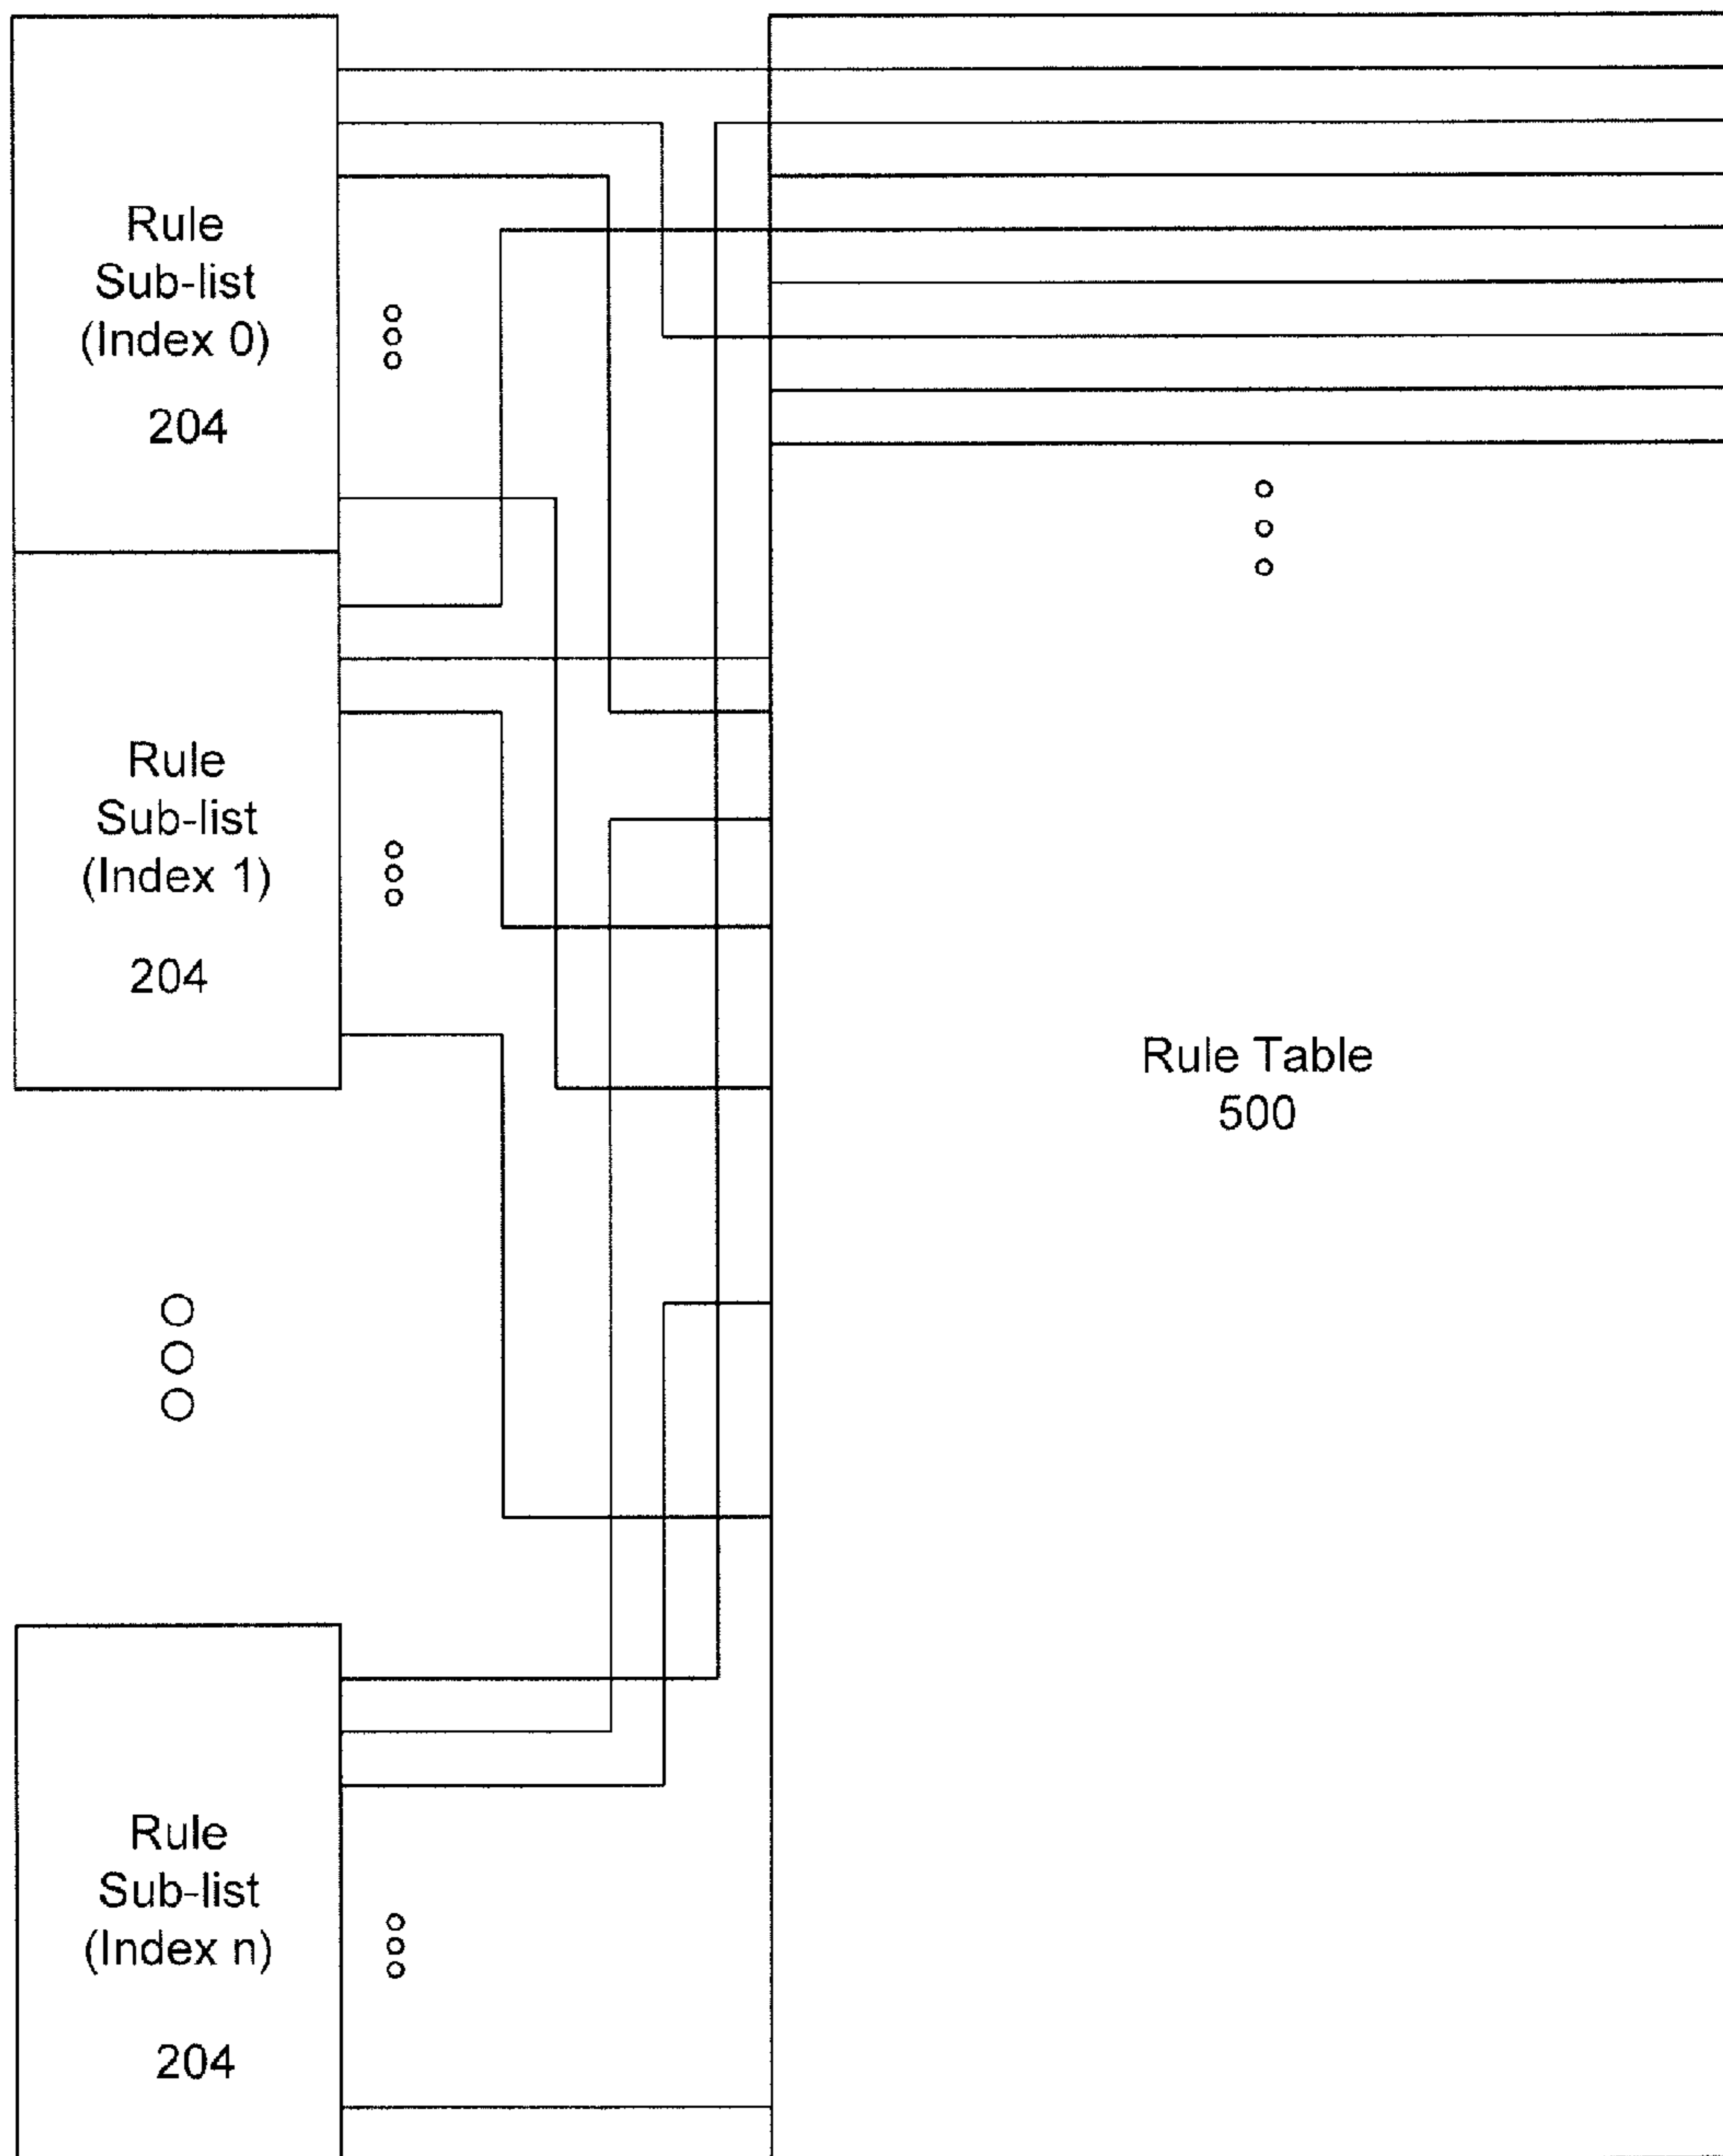 Rule
Sub-list
(Index 0)
204
Rule
Sub-list
(Index 1)
204
Rule Table
500
Rule
Sub-list
(Index n)
204